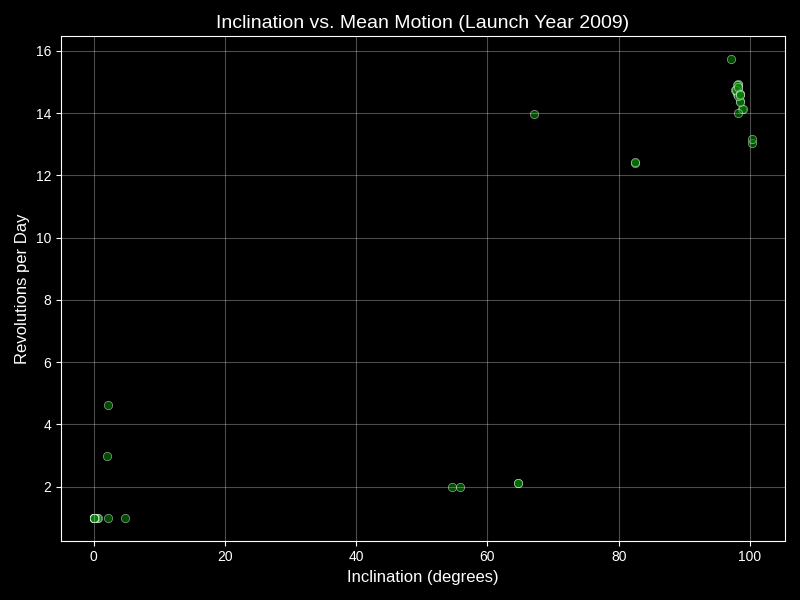 Inclination vs. Mean Motion (Launch Year 2009)
Revolutions per Day
16
14
12
10
8
6
4
2
0 20 40 60 80 100
Inclination (degrees)